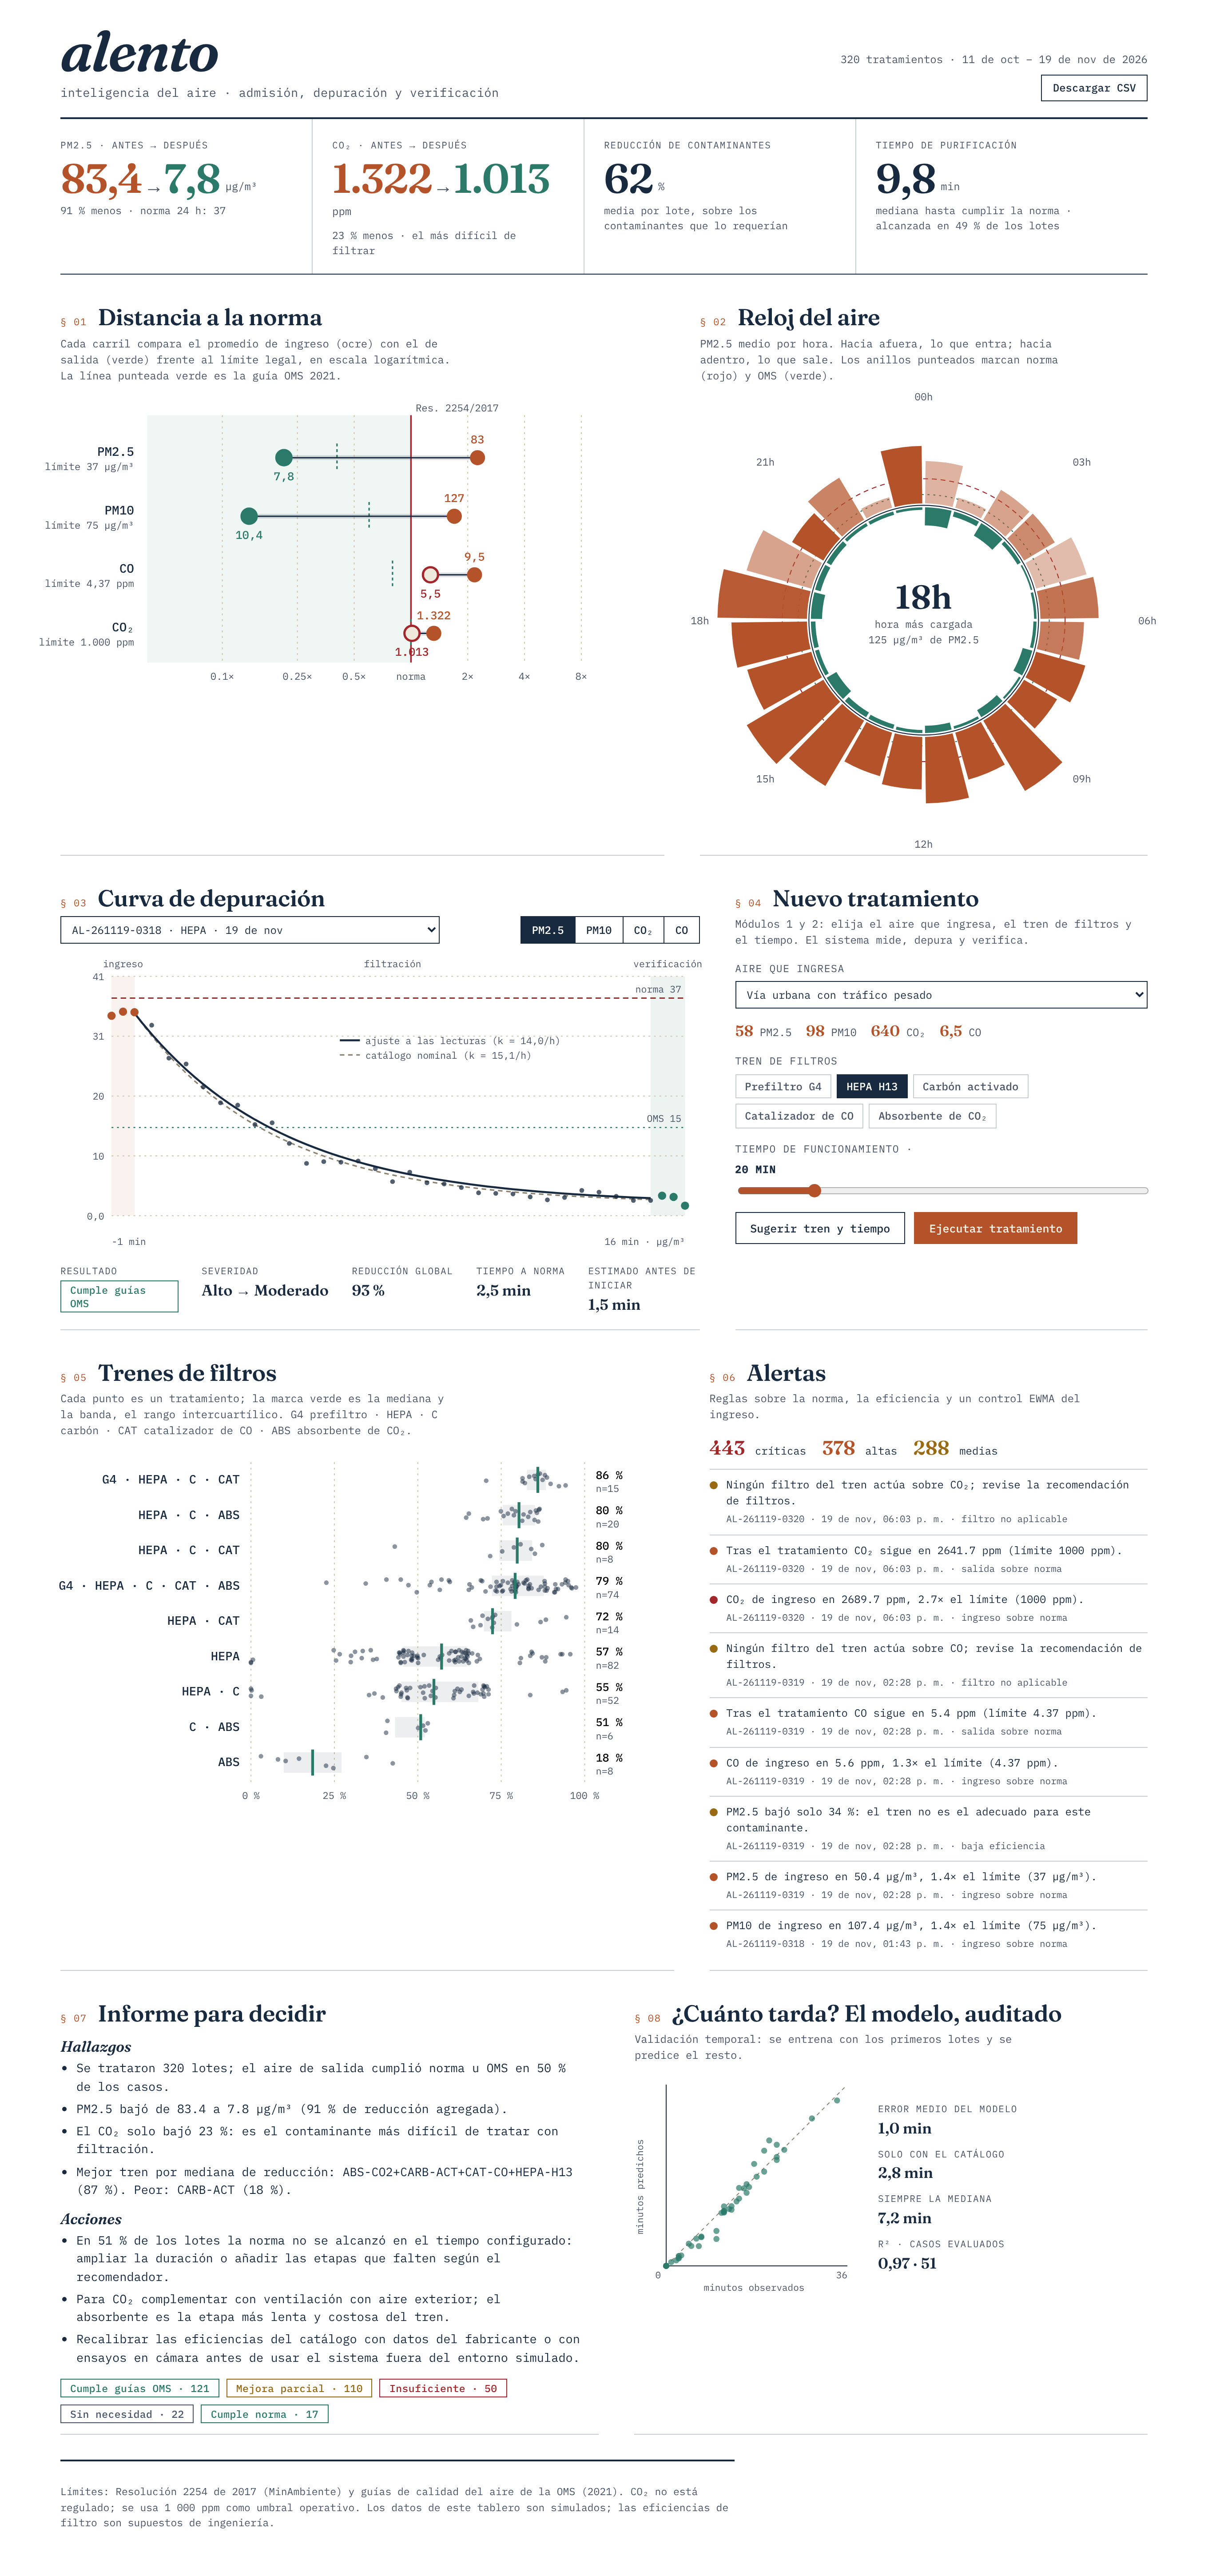 alento
inteligencia del aire · admisión, depuración y verificación
320 tratamientos · 11 de oct – 19 de nov de 2026
Descargar CSV
PM2.5 · ANTES → DESPUÉS
83,4→7,8 µg/m³
91 % menos · norma 24 h: 37
CO₂ · ANTES → DESPUÉS
1.322→1.013
ppm
23 % menos · el más difícil de
filtrar
REDUCCIÓN DE CONTAMINANTES
62 %
media por lote, sobre los
contaminantes que lo requerían
TIEMPO DE PURIFICACIÓN
9,8 min
mediana hasta cumplir la norma ·
alcanzada en 49 % de los lotes
§ 01 Distancia a la norma
Cada carril compara el promedio de ingreso (ocre) con el de
salida (verde) frente al límite legal, en escala logarítmica.
La línea punteada verde es la guía OMS 2021.
Res. 2254/2017
PM2.5
límite 37 µg/m³
83
7,8
PM10
límite 75 µg/m³
127
10,4
CO
límite 4,37 ppm
9,5
5,5
CO₂
límite 1.000 ppm
1.322
1.013
0.1× 0.25× 0.5× norma 2× 4× 8×
§ 02 Reloj del aire
PM2.5 medio por hora. Hacia afuera, lo que entra; hacia
adentro, lo que sale. Los anillos punteados marcan norma
(rojo) y OMS (verde).
00h
21h
03h
18h
06h
18h
hora más cargada
125 µg/m³ de PM2.5
15h
09h
12h
§ 03 Curva de depuración
AL-261119-0318 · HEPA · 19 de nov
PM2.5 PM10 CO₂ CO
ingreso filtración verificación
41
norma 37
31
ajuste a las lecturas (k = 14,0/h)
catálogo nominal (k = 15,1/h)
20
OMS 15
10
0,0
-1 min 16 min · µg/m³
RESULTADO
Cumple guías
OMS
SEVERIDAD
Alto → Moderado
REDUCCIÓN GLOBAL
93 %
TIEMPO A NORMA
2,5 min
ESTIMADO ANTES DE
INICIAR
1,5 min
§ 04 Nuevo tratamiento
Módulos 1 y 2: elija el aire que ingresa, el tren de filtros y
el tiempo. El sistema mide, depura y verifica.
AIRE QUE INGRESA
Vía urbana con tráfico pesado
58 PM2.5 98 PM10 640 CO₂ 6,5 CO
TREN DE FILTROS
Prefiltro G4 HEPA H13 Carbón activado
Catalizador de CO Absorbente de CO₂
TIEMPO DE FUNCIONAMIENTO ·
20 MIN
Sugerir tren y tiempo Ejecutar tratamiento
§ 05 Trenes de filtros
Cada punto es un tratamiento; la marca verde es la mediana y
la banda, el rango intercuartílico. G4 prefiltro · HEPA · C
carbón · CAT catalizador de CO · ABS absorbente de CO₂.
G4 · HEPA · C · CAT 86 %
n=15
HEPA · C · ABS 80 %
n=20
HEPA · C · CAT 80 %
n=8
G4 · HEPA · C · CAT · ABS 79 %
n=74
HEPA · CAT 72 %
n=14
HEPA 57 %
n=82
HEPA · C 55 %
n=52
C · ABS 51 %
n=6
ABS 18 %
n=8
0 % 25 % 50 % 75 % 100 %
§ 06 Alertas
Reglas sobre la norma, la eficiencia y un control EWMA del
ingreso.
443 críticas 378 altas 288 medias
Ningún filtro del tren actúa sobre CO₂; revise la recomendación
de filtros.
AL-261119-0320 · 19 de nov, 06:03 p. m. · filtro no aplicable
Tras el tratamiento CO₂ sigue en 2641.7 ppm (límite 1000 ppm).
AL-261119-0320 · 19 de nov, 06:03 p. m. · salida sobre norma
CO₂ de ingreso en 2689.7 ppm, 2.7× el límite (1000 ppm).
AL-261119-0320 · 19 de nov, 06:03 p. m. · ingreso sobre norma
Ningún filtro del tren actúa sobre CO; revise la recomendación de
filtros.
AL-261119-0319 · 19 de nov, 02:28 p. m. · filtro no aplicable
Tras el tratamiento CO sigue en 5.4 ppm (límite 4.37 ppm).
AL-261119-0319 · 19 de nov, 02:28 p. m. · salida sobre norma
CO de ingreso en 5.6 ppm, 1.3× el límite (4.37 ppm).
AL-261119-0319 · 19 de nov, 02:28 p. m. · ingreso sobre norma
PM2.5 bajó solo 34 %: el tren no es el adecuado para este
contaminante.
AL-261119-0319 · 19 de nov, 02:28 p. m. · baja eficiencia
PM2.5 de ingreso en 50.4 µg/m³, 1.4× el límite (37 µg/m³).
AL-261119-0319 · 19 de nov, 02:28 p. m. · ingreso sobre norma
PM10 de ingreso en 107.4 µg/m³, 1.4× el límite (75 µg/m³).
AL-261119-0318 · 19 de nov, 01:43 p. m. · ingreso sobre norma
§ 07 Informe para decidir
Hallazgos
• Se trataron 320 lotes; el aire de salida cumplió norma u OMS en 50 %
de los casos.
• PM2.5 bajó de 83.4 a 7.8 µg/m³ (91 % de reducción agregada).
• El CO₂ solo bajó 23 %: es el contaminante más difícil de tratar con
filtración.
• Mejor tren por mediana de reducción: ABS-CO2+CARB-ACT+CAT-CO+HEPA-H13
(87 %). Peor: CARB-ACT (18 %).
Acciones
• En 51 % de los lotes la norma no se alcanzó en el tiempo configurado:
ampliar la duración o añadir las etapas que falten según el
recomendador.
• Para CO₂ complementar con ventilación con aire exterior; el
absorbente es la etapa más lenta y costosa del tren.
• Recalibrar las eficiencias del catálogo con datos del fabricante o con
ensayos en cámara antes de usar el sistema fuera del entorno simulado.
Cumple guías OMS · 121 Mejora parcial · 110 Insuficiente · 50
Sin necesidad · 22 Cumple norma · 17
§ 08 ¿Cuánto tarda? El modelo, auditado
Validación temporal: se entrena con los primeros lotes y se
predice el resto.
minutos predichos
0 36
minutos observados
ERROR MEDIO DEL MODELO
1,0 min
SOLO CON EL CATÁLOGO
2,8 min
SIEMPRE LA MEDIANA
7,2 min
R² · CASOS EVALUADOS
0,97 · 51
Límites: Resolución 2254 de 2017 (MinAmbiente) y guías de calidad del aire de la OMS (2021). CO₂ no está
regulado; se usa 1 000 ppm como umbral operativo. Los datos de este tablero son simulados; las eficiencias de
filtro son supuestos de ingeniería.